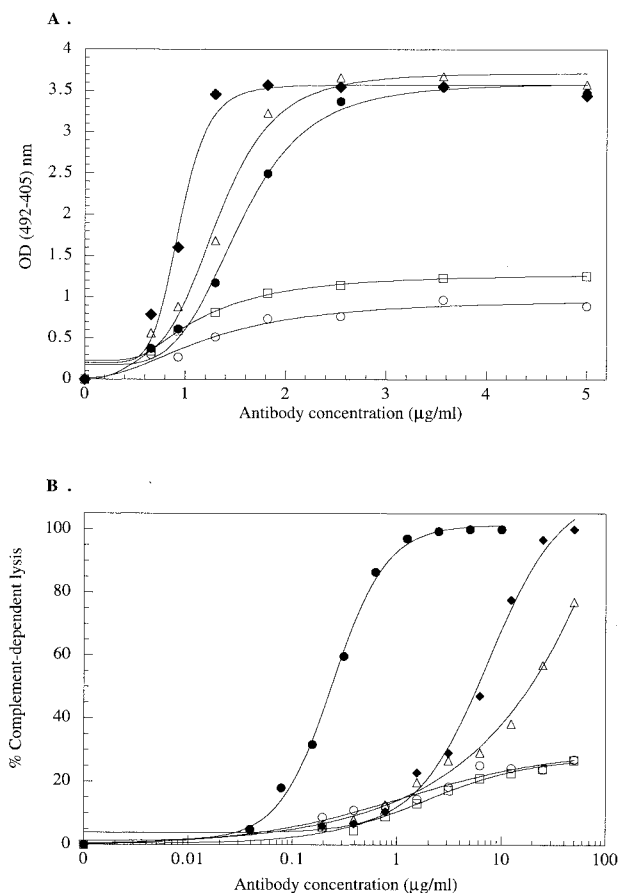 A .
4
3.5
3
2.5
2
1.5
1
0.5
0
OD (492-405) nm
0 1 2 3 4 5
Antibody concentration (μg/ml)
B .
100
80
60
40
20
0
% Complement-dependent lysis
0 0.01 0.1 1 10 100
Antibody concentration (μg/ml)